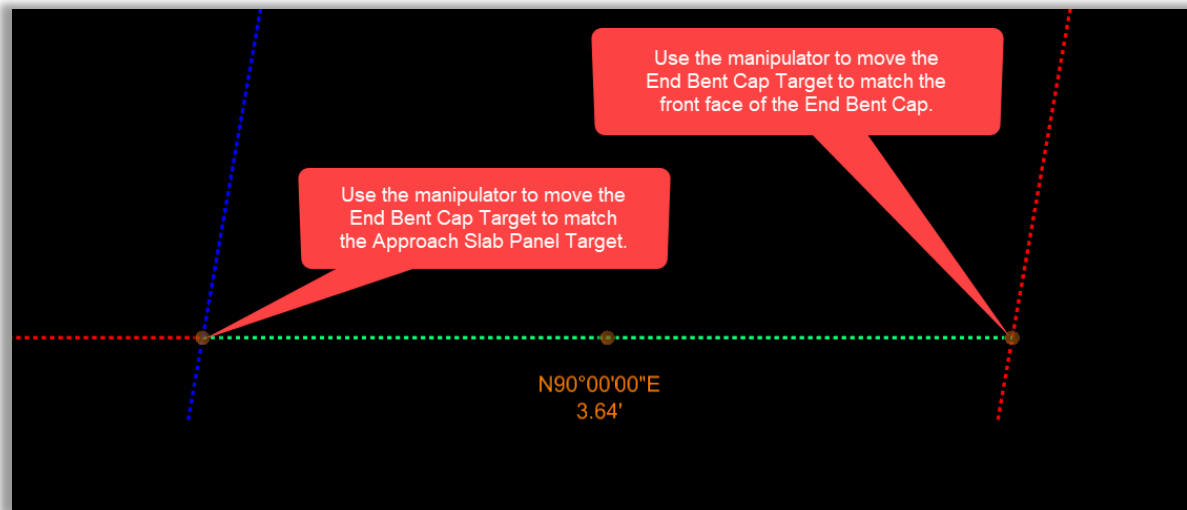 Use the manipulator to move the
End Bent Cap Target to match the
front face of the End Bent Cap.
Use the manipulator to move the
End Bent Cap Target to match
the Approach Slab Panel Target.
N90°00'00"E
3.64'